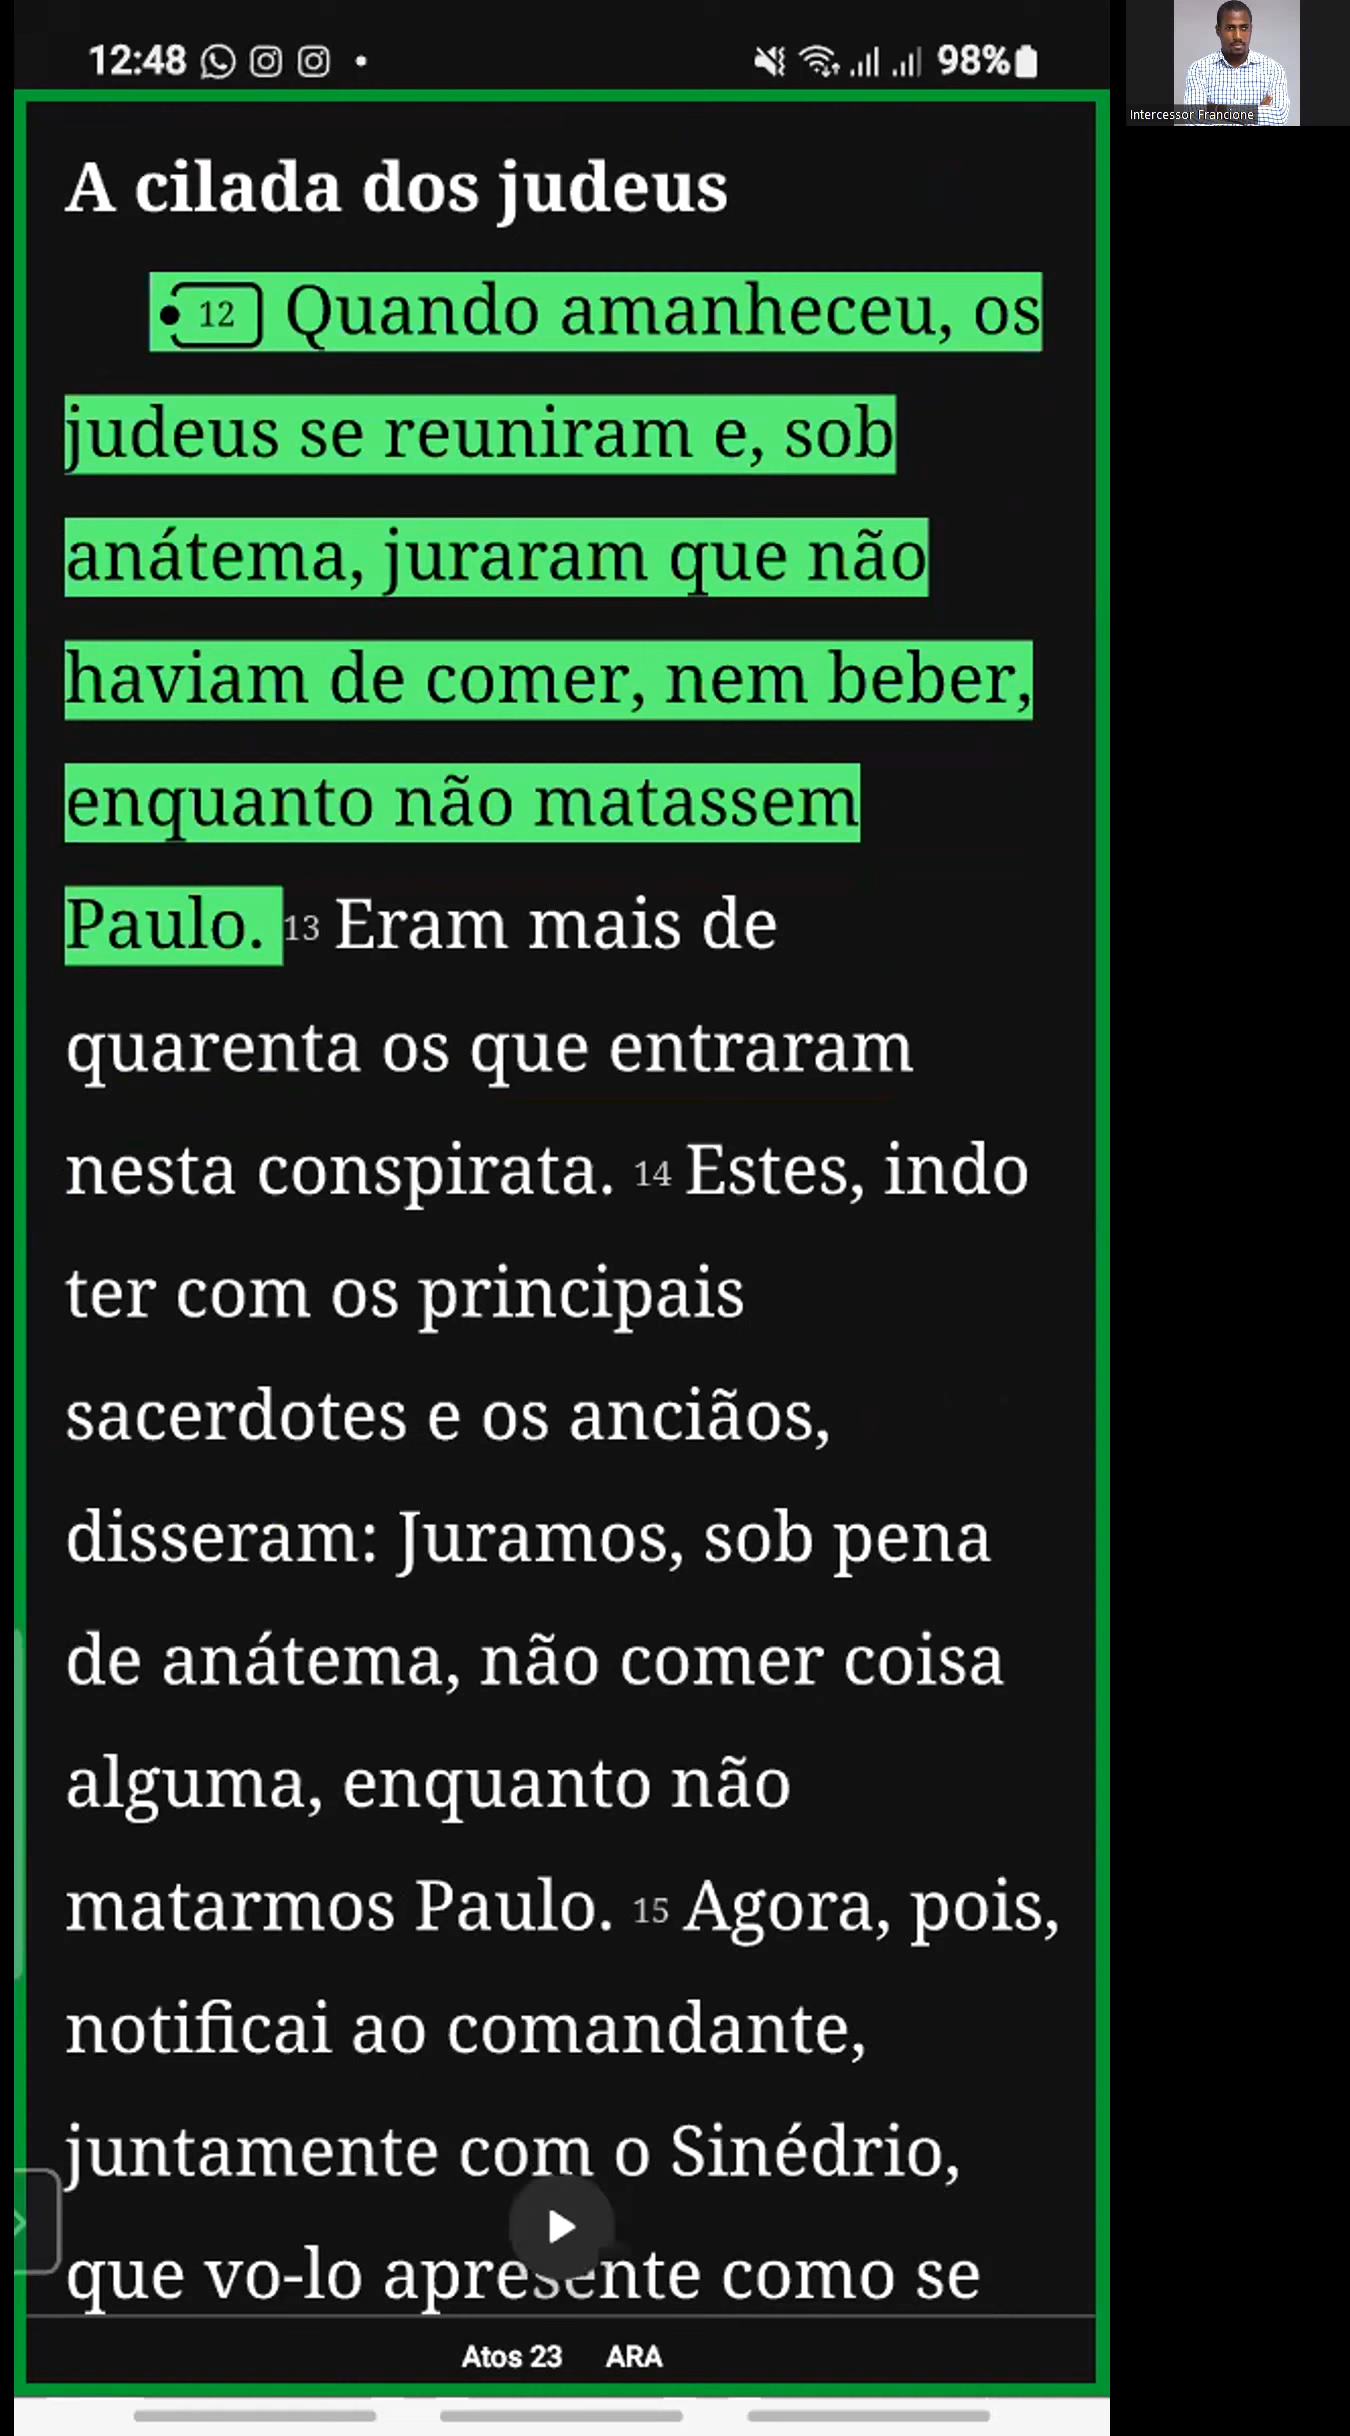 12:48
98%
Intercessor Francione
A cilada dos judeus
12 Quando amanheceu, os
judeus se reuniram e, sob
anátema, juraram que não
haviam de comer, nem beber,
enquanto não matassem
Paulo. 13 Eram mais de
quarenta os que entraram
nesta conspirata. 14 Estes, indo
ter com os principais
sacerdotes e os anciãos,
disseram: Juramos, sob pena
de anátema, não comer coisa
alguma, enquanto não
matarmos Paulo. 15 Agora, pois,
notificai ao comandante,
juntamente com o Sinédrio,
que vo-lo apresente como se
Atos 23 ARA